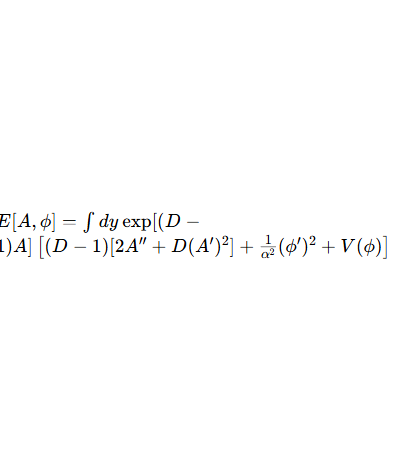 E[A, ϕ] = ∫ dy exp[(D −
1)A] [(D − 1)[2A″ + D(A′)²] + 1/α² (ϕ′)² + V(ϕ)]